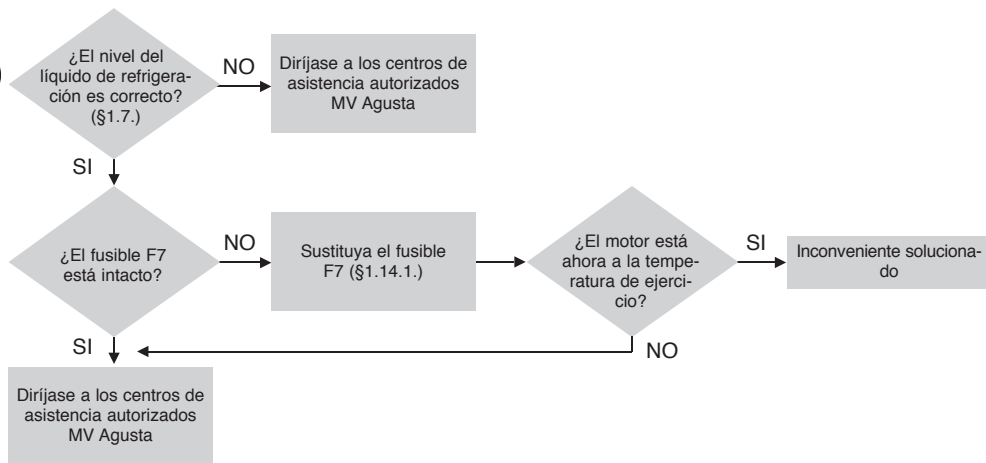 ¿El nivel del
líquido de refrigera-
ción es correcto?
(§1.7.)
NO
Diríjase a los centros de
asistencia autorizados
MV Agusta
SI
¿El fusible F7
está intacto?
NO
Sustituya el fusible
F7 (§1.14.1.)
¿El motor está
ahora a la tempe-
ratura de ejerci-
cio?
SI
Inconveniente soluciona-
do
SI
NO
Diríjase a los centros de
asistencia autorizados
MV Agusta